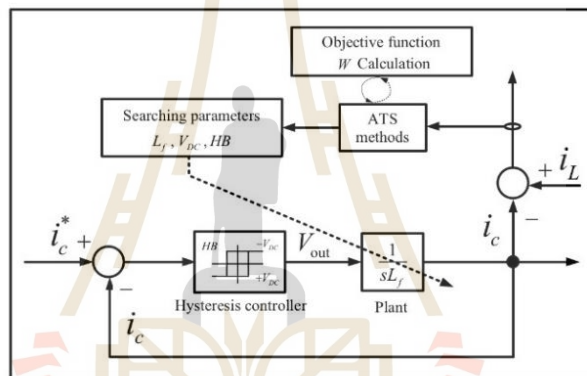 Objective function
W Calculation
Searching parameters
L_f , V_DC , HB
ATS
methods
+ i_L
i_c^* +
−
HB
−V_DC
+V_DC
V_out
1
sL_f
i_c
−
Hysteresis controller
Plant
i_c